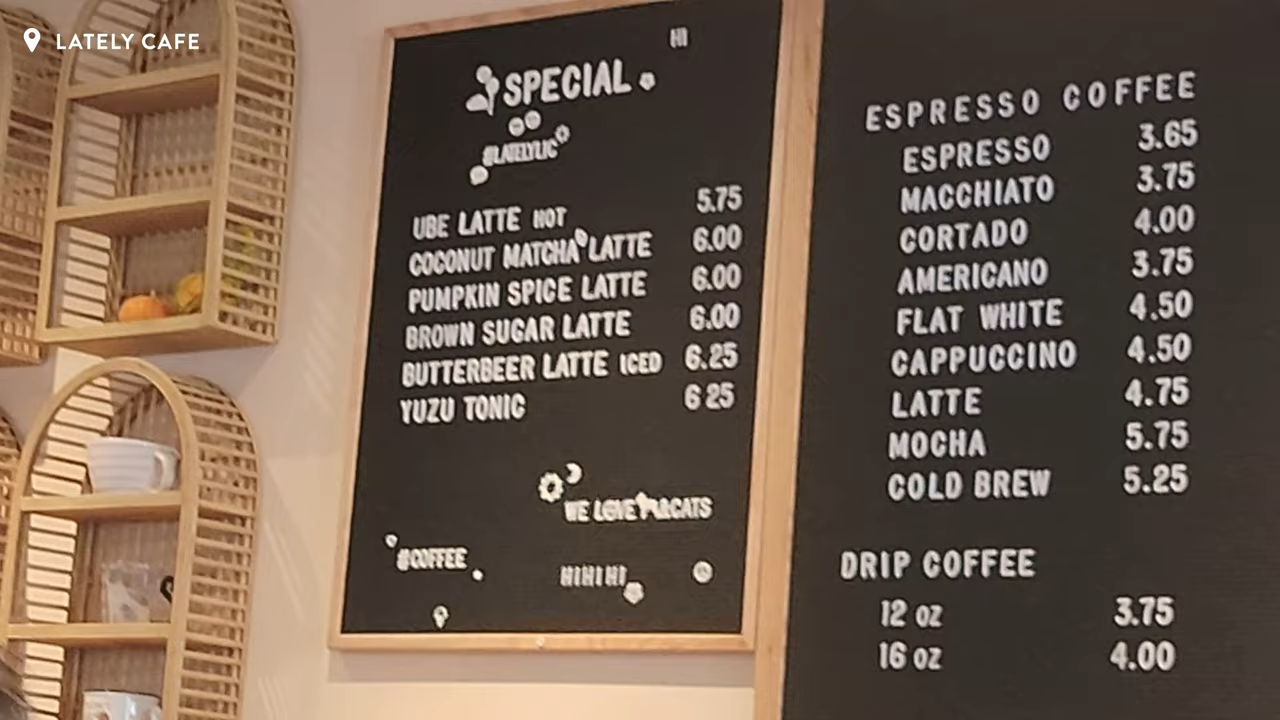 LATELY CAFE
HI
SPECIAL
#LATELYLIC
UBE LATTE HOT 5.75
COCONUT MATCHA LATTE 6.00
PUMPKIN SPICE LATTE 6.00
BROWN SUGAR LATTE 6.00
BUTTERBEER LATTE ICED 6.25
YUZU TONIC 6 25
WE LOVE &CATS
#COFFEE
HIHIHI
ESPRESSO COFFEE
ESPRESSO 3.65
MACCHIATO 3.75
CORTADO 4.00
AMERICANO 3.75
FLAT WHITE 4.50
CAPPUCCINO 4.50
LATTE 4.75
MOCHA 5.75
COLD BREW 5.25
DRIP COFFEE
12 oz 3.75
16 oz 4.00